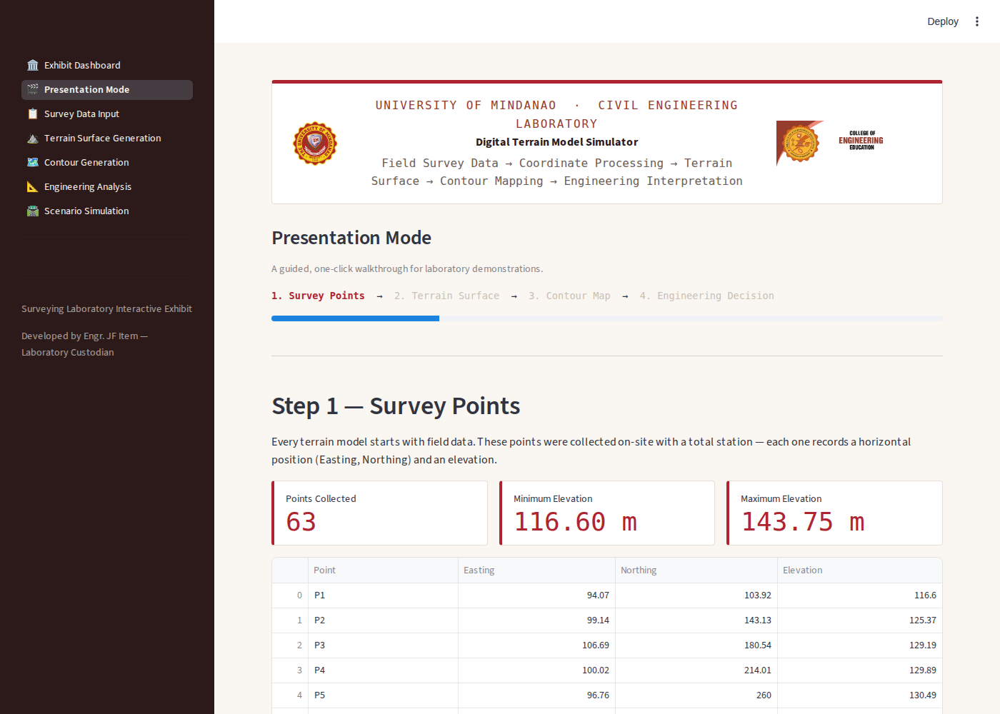 Deploy
Exhibit Dashboard
Presentation Mode
Survey Data Input
Terrain Surface Generation
Contour Generation
Engineering Analysis
Scenario Simulation
Surveying Laboratory Interactive Exhibit
Developed by Engr. JF Item —
Laboratory Custodian
UNIVERSITY OF MINDANAO · CIVIL ENGINEERING
LABORATORY
Digital Terrain Model Simulator
Field Survey Data → Coordinate Processing → Terrain
Surface → Contour Mapping → Engineering Interpretation
COLLEGE OF
ENGINEERING
EDUCATION
Presentation Mode
A guided, one-click walkthrough for laboratory demonstrations.
1. Survey Points → 2. Terrain Surface → 3. Contour Map → 4. Engineering Decision
Step 1 — Survey Points
Every terrain model starts with field data. These points were collected on-site with a total station — each one records a horizontal
position (Easting, Northing) and an elevation.
Points Collected
63
Minimum Elevation
116.60 m
Maximum Elevation
143.75 m
Point Easting Northing Elevation
0 P1 94.07 103.92 116.6
1 P2 99.14 143.13 125.37
2 P3 106.69 180.54 129.19
3 P4 100.02 214.01 129.89
4 P5 96.76 260 130.49